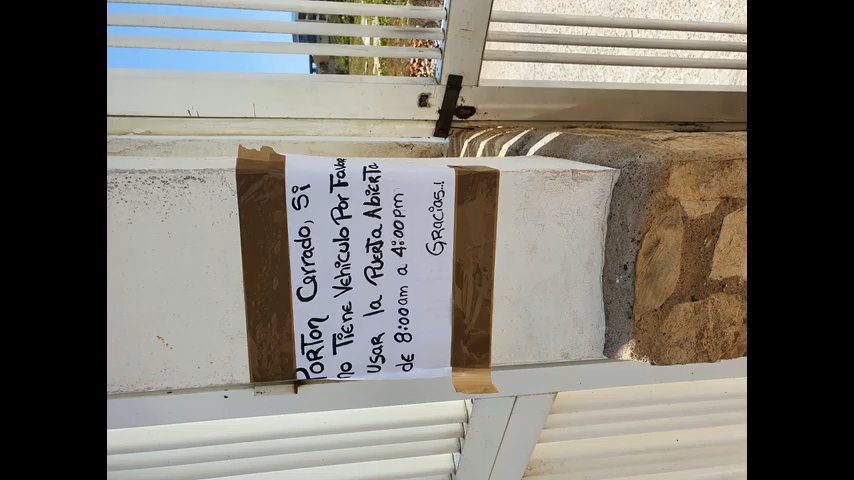 PORTON Cerrado, Si
no Tiene Vehiculo Por Favor
usar la Puerta Abierta
de 8:00am a 4:00pm
Gracias..!